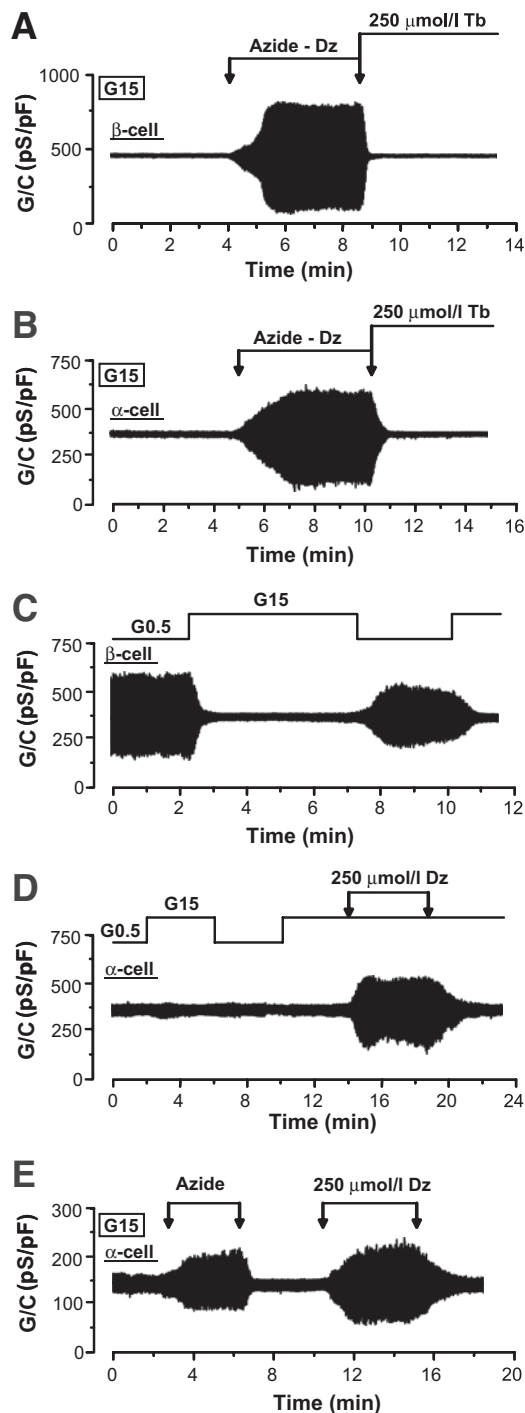 A
250 μmol/l Tb
Azide - Dz
G15
β-cell
G/C (pS/pF)
1000
500
0
0 2 4 6 8 10 12 14
Time (min)
B
250 μmol/l Tb
Azide - Dz
G15
α-cell
G/C (pS/pF)
750
500
250
0
0 2 4 6 8 10 12 14 16
Time (min)
C
G15
G0.5
β-cell
G/C (pS/pF)
750
500
250
0
0 2 4 6 8 10 12
Time (min)
D
250 μmol/l Dz
G15
G0.5
α-cell
G/C (pS/pF)
750
500
250
0
0 4 8 12 16 20 24
Time (min)
E
Azide 250 μmol/l Dz
G15
α-cell
G/C (pS/pF)
300
200
100
0
0 4 8 12 16 20
Time (min)